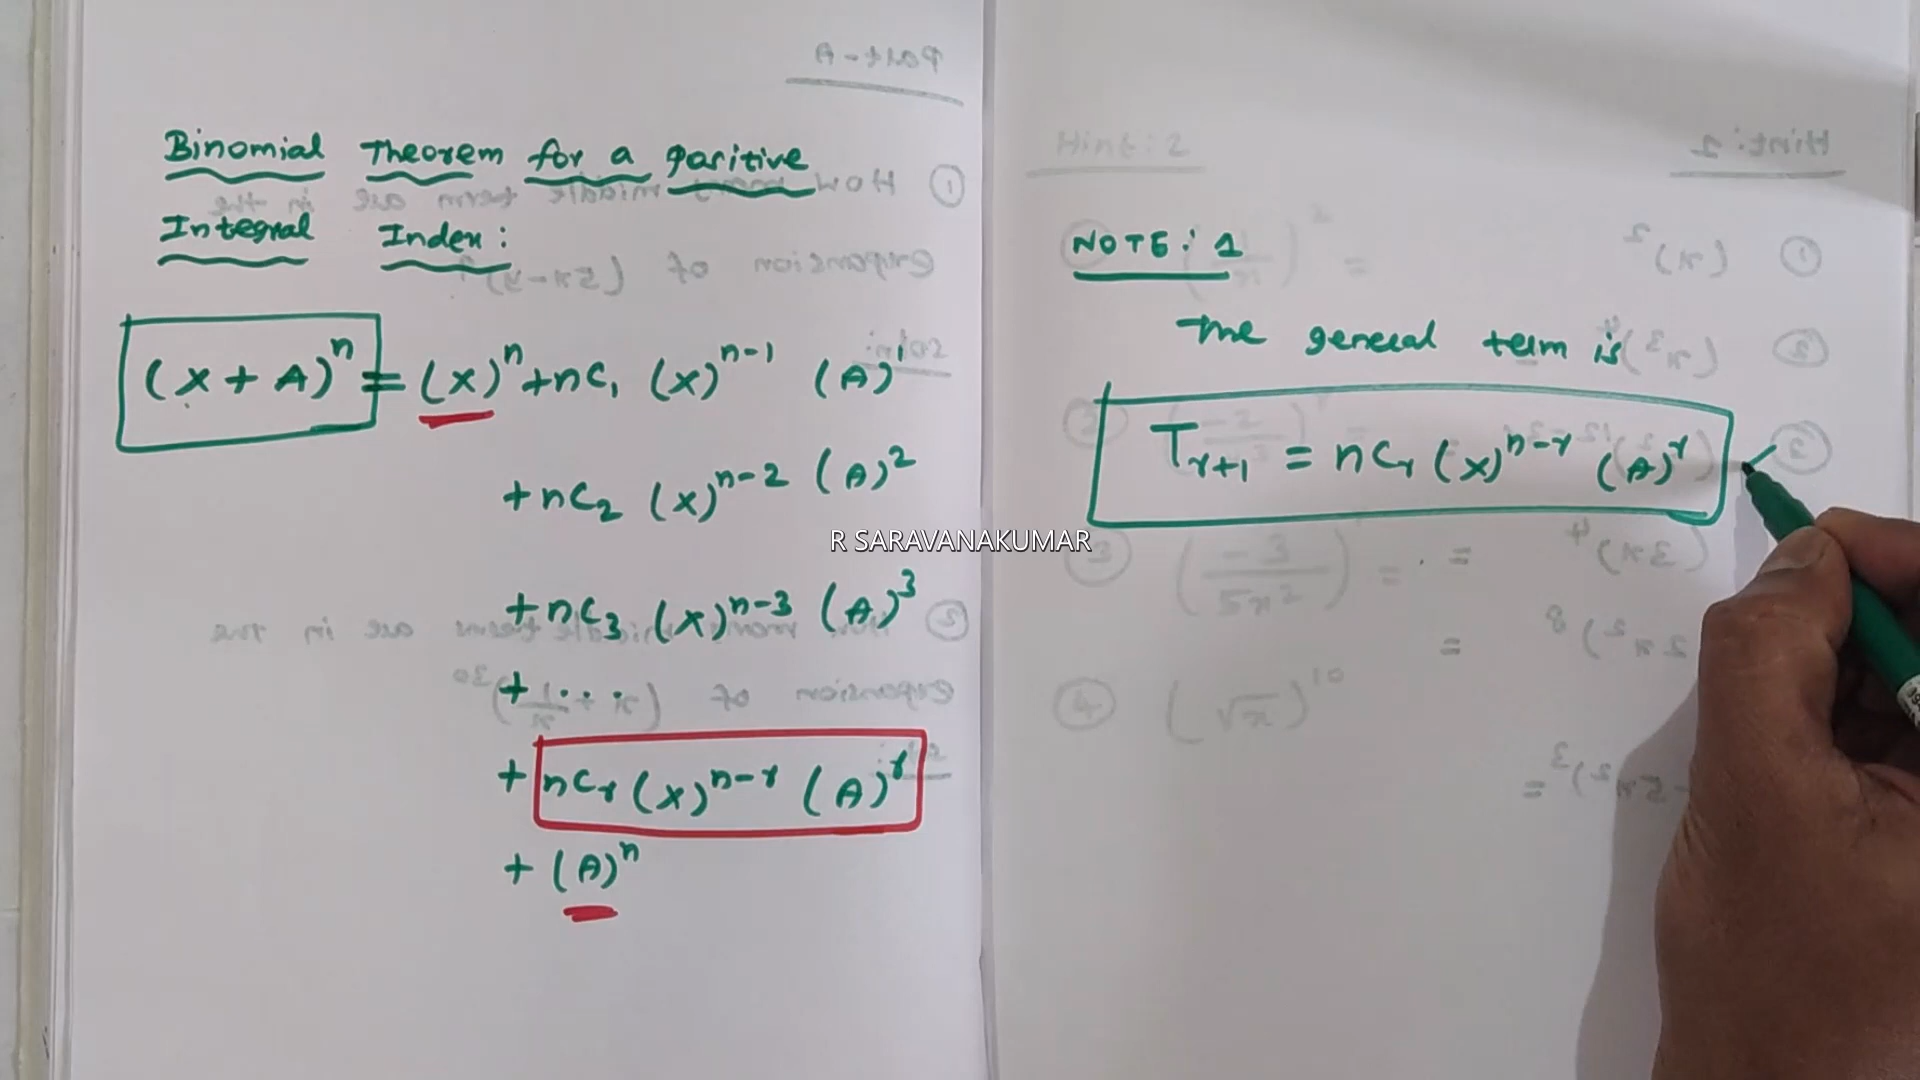 Binomial Theorem for a positive
Integral Index:
(x + A)^n = (x)^n + nC₁ (x)^{n-1} (A)^1
+ nC₂ (x)^{n-2} (A)^2
+ nC₃ (x)^{n-3} (A)^3
+ . . .
+ nCᵣ (x)^{n-r} (A)^r
+ (A)^n
NOTE: 1
The general term is
T_{r+1} = nCᵣ (x)^{n-r} (A)^r
R SARAVANAKUMAR